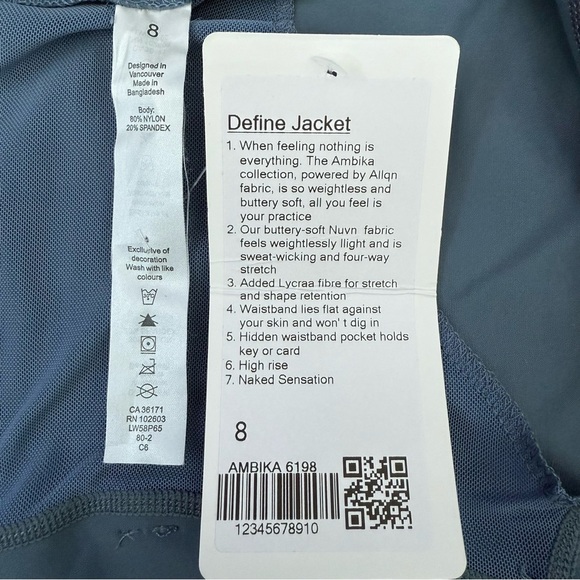 8
Designed in
Vancouver
Made in
Bangladesh
Body:
80% NYLON
20% SPANDEX
Exclusive of
decoration
Wash with like
colours
CA 36171
RN 102603
LW58P65
80-2
C6
Define Jacket
1. When feeling nothing is
everything. The Ambika
collection, powered by Allqn
fabric, is so weightless and
buttery soft, all you feel is
your practice
2. Our buttery-soft Nuvn fabric
feels weightlessly llight and is
sweat-wicking and four-way
stretch
3. Added Lycraa fibre for stretch
and shape retention
4. Waistband lies flat against
your skin and won' t dig in
5. Hidden waistband pocket holds
key or card
6. High rise
7. Naked Sensation
8
AMBIKA 6198
12345678910